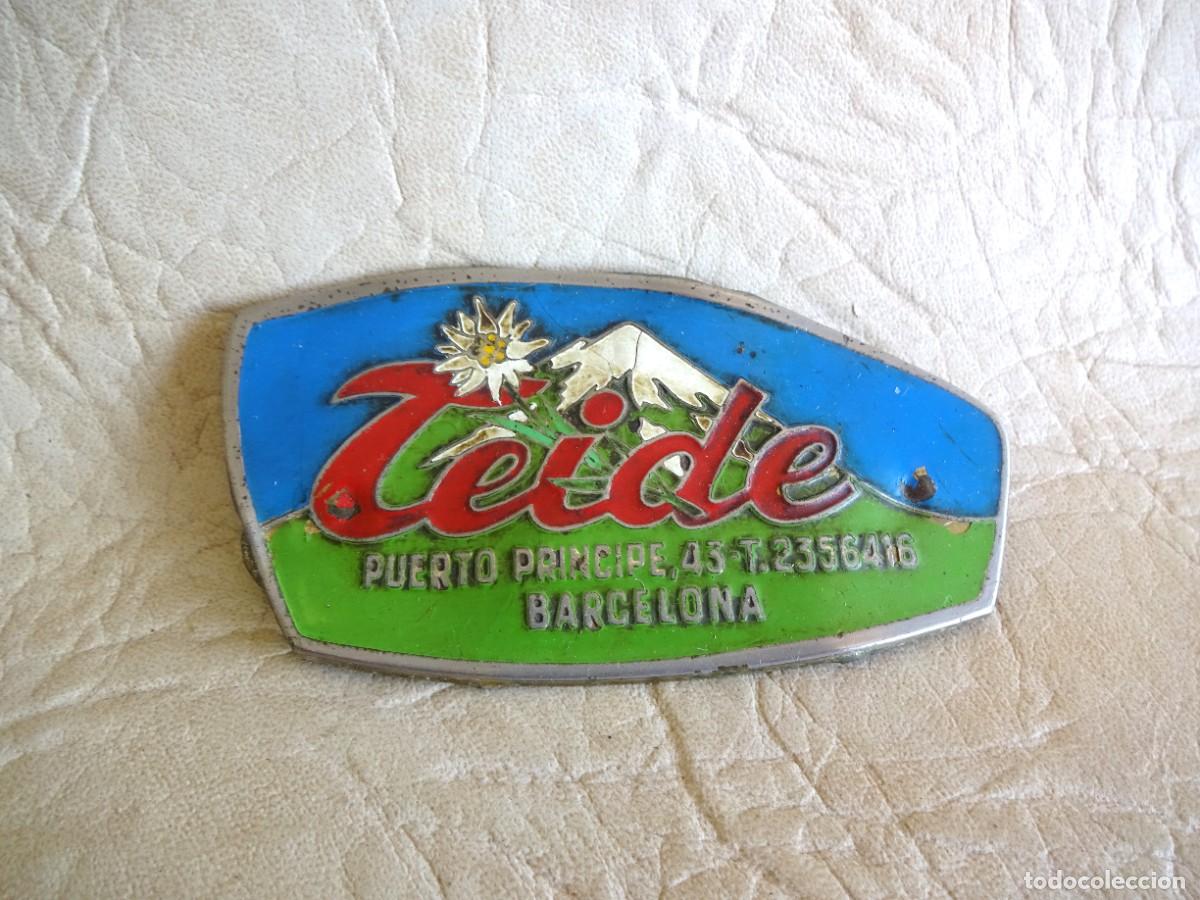 Teide
PUERTO PRINCIPE, 43-T. 2356416
BARCELONA
todocoleccion